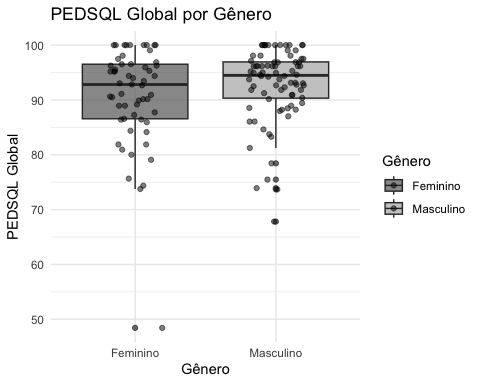 PEDSQL Global por Gênero
100
90
80
70
60
50
PEDSQL Global
Feminino
Masculino
Gênero
Gênero
Feminino
Masculino